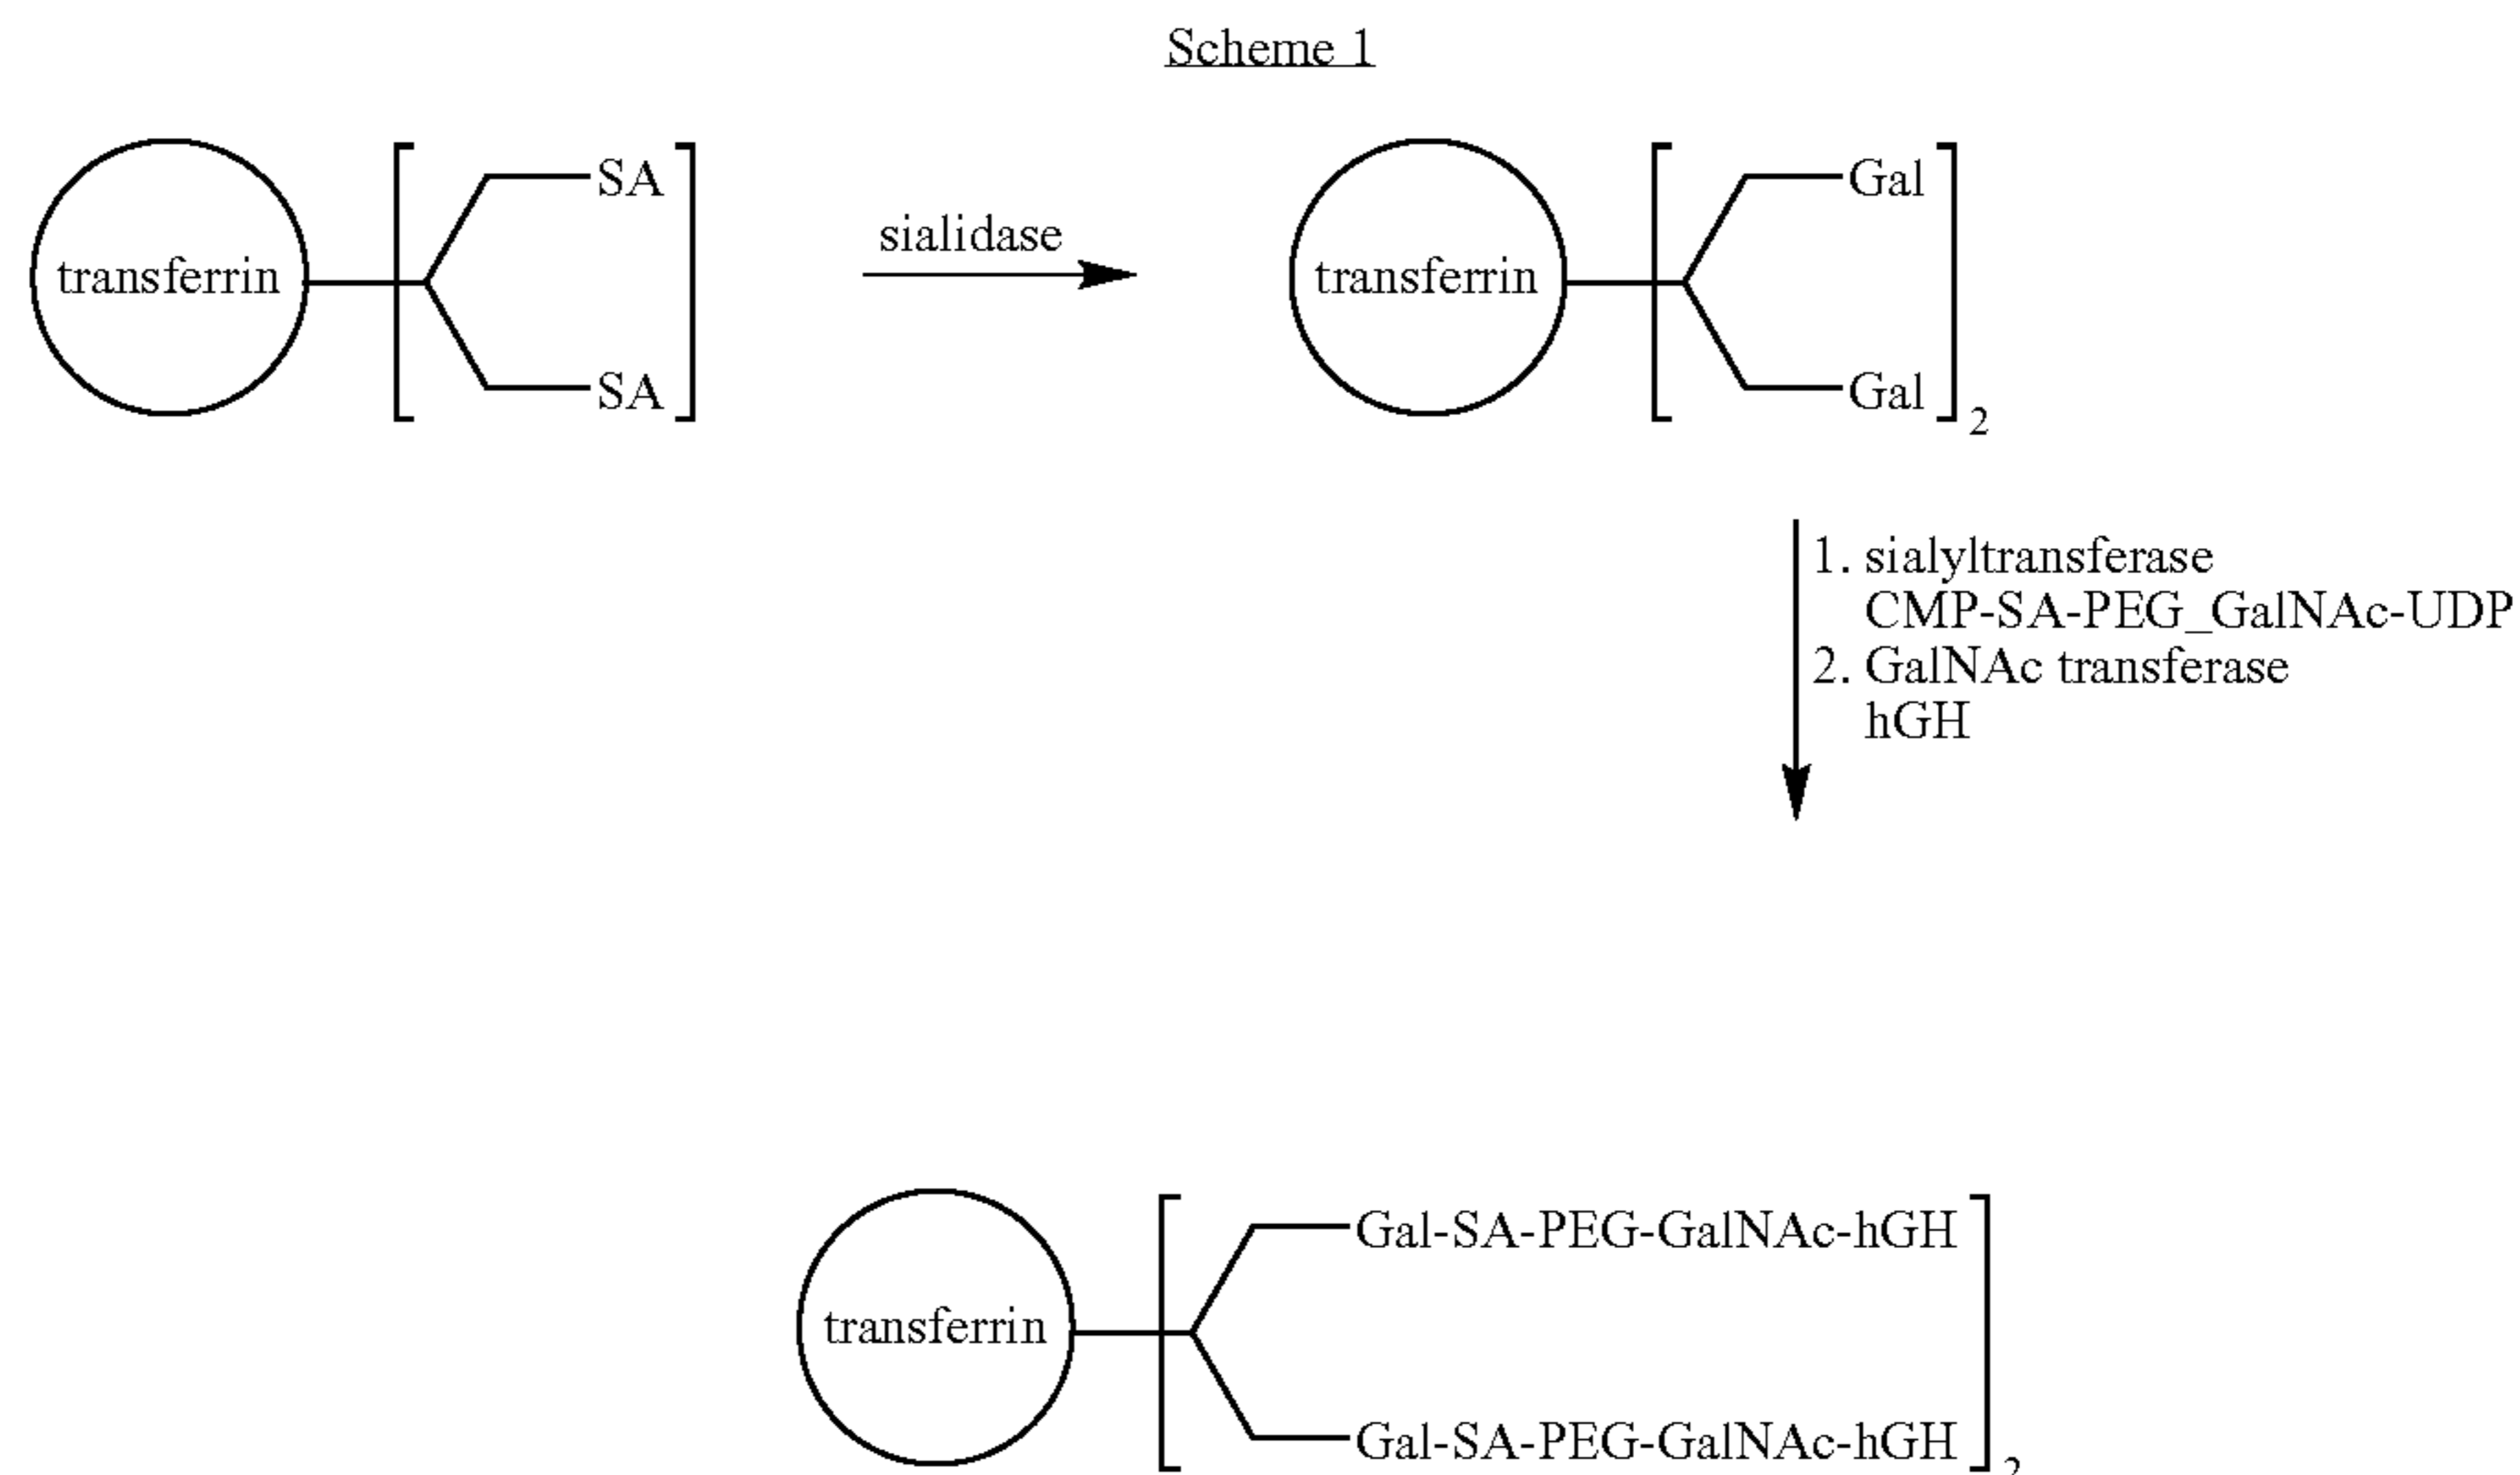 Scheme 1
SA
transferrin
SA
sialidase
Gal
transferrin
Gal
2
1. sialyltransferase
CMP-SA-PEG_GalNAc-UDP
2. GalNAc transferase
hGH
Gal-SA-PEG-GalNAc-hGH
transferrin
Gal-SA-PEG-GalNAc-hGH
2